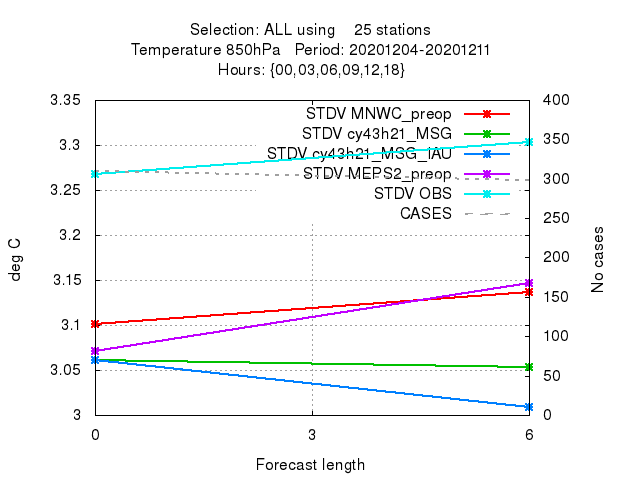 Selection: ALL using 25 stations
Temperature 850hPa Period: 20201204-20201211
Hours: {00,03,06,09,12,18}
3.35
3.3
3.25
3.2
3.15
3.1
3.05
3
400
350
300
250
200
150
100
50
0
STDV MNWC_preop
STDV cy43h21_MSG
STDV cy43h21_MSG_IAU
STDV MEPS2_preop
STDV OBS
CASES
deg C
No cases
0 3 6
Forecast length